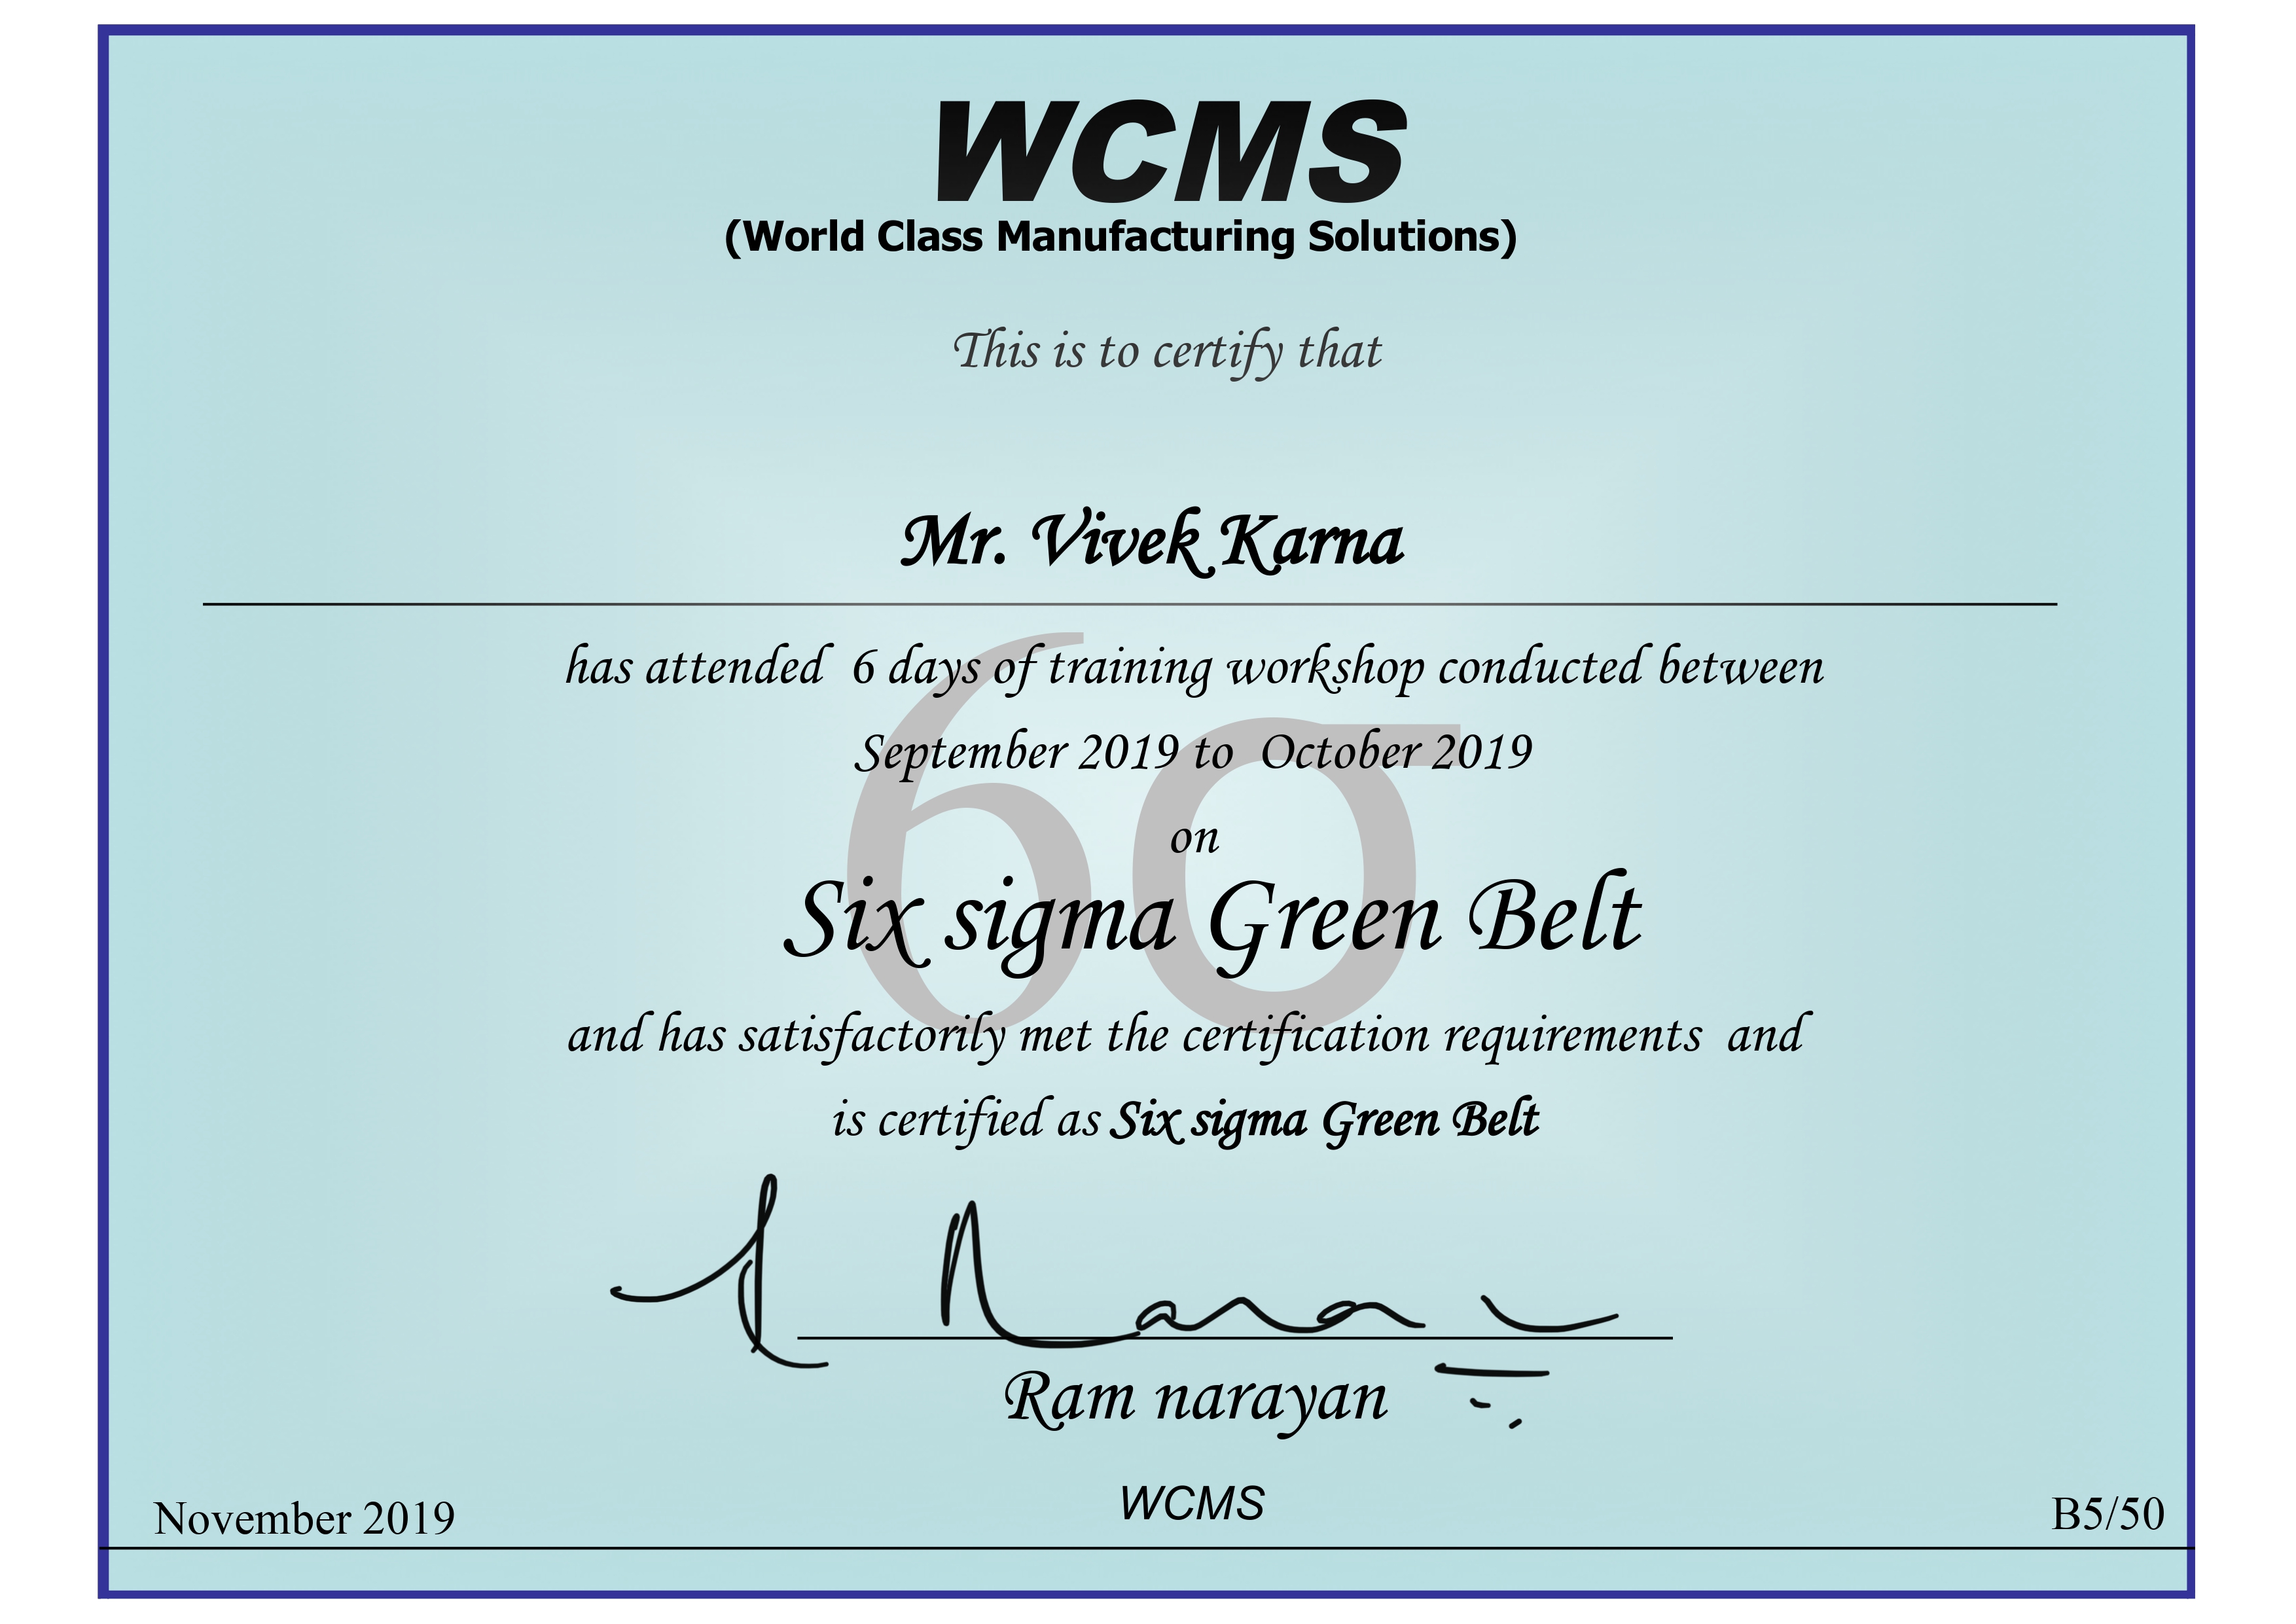 WCMS
(World Class Manufacturing Solutions)
This is to certify that
Mr. Vivek Karna
has attended  6 days of training workshop conducted between
September 2019 to  October 2019
on
6σ
Six sigma Green Belt
and has satisfactorily met the certification requirements  and
is certified as Six sigma Green Belt
Ram narayan
WCMS
November 2019
B5/50